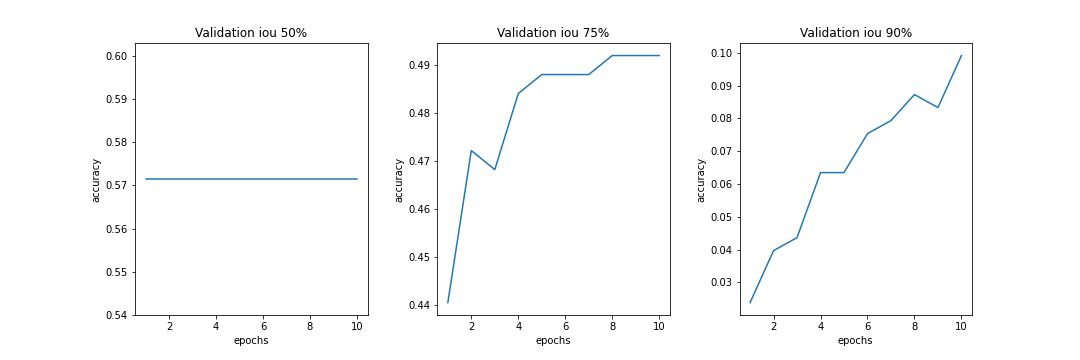 Validation iou 50%
0.60
0.59
0.58
0.57
0.56
0.55
0.54
accuracy
2 4 6 8 10
epochs
Validation iou 75%
0.49
0.48
0.47
0.46
0.45
0.44
accuracy
2 4 6 8 10
epochs
Validation iou 90%
0.10
0.09
0.08
0.07
0.06
0.05
0.04
0.03
accuracy
2 4 6 8 10
epochs